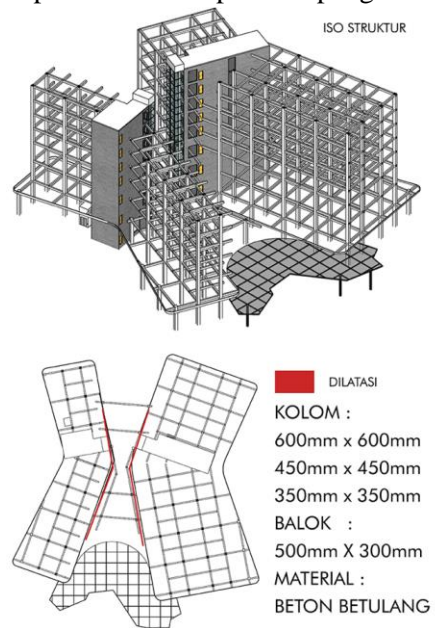 ISO STRUKTUR
DILATASI
KOLOM :
600mm x 600mm
450mm x 450mm
350mm x 350mm
BALOK :
500mm X 300mm
MATERIAL :
BETON BETULANG